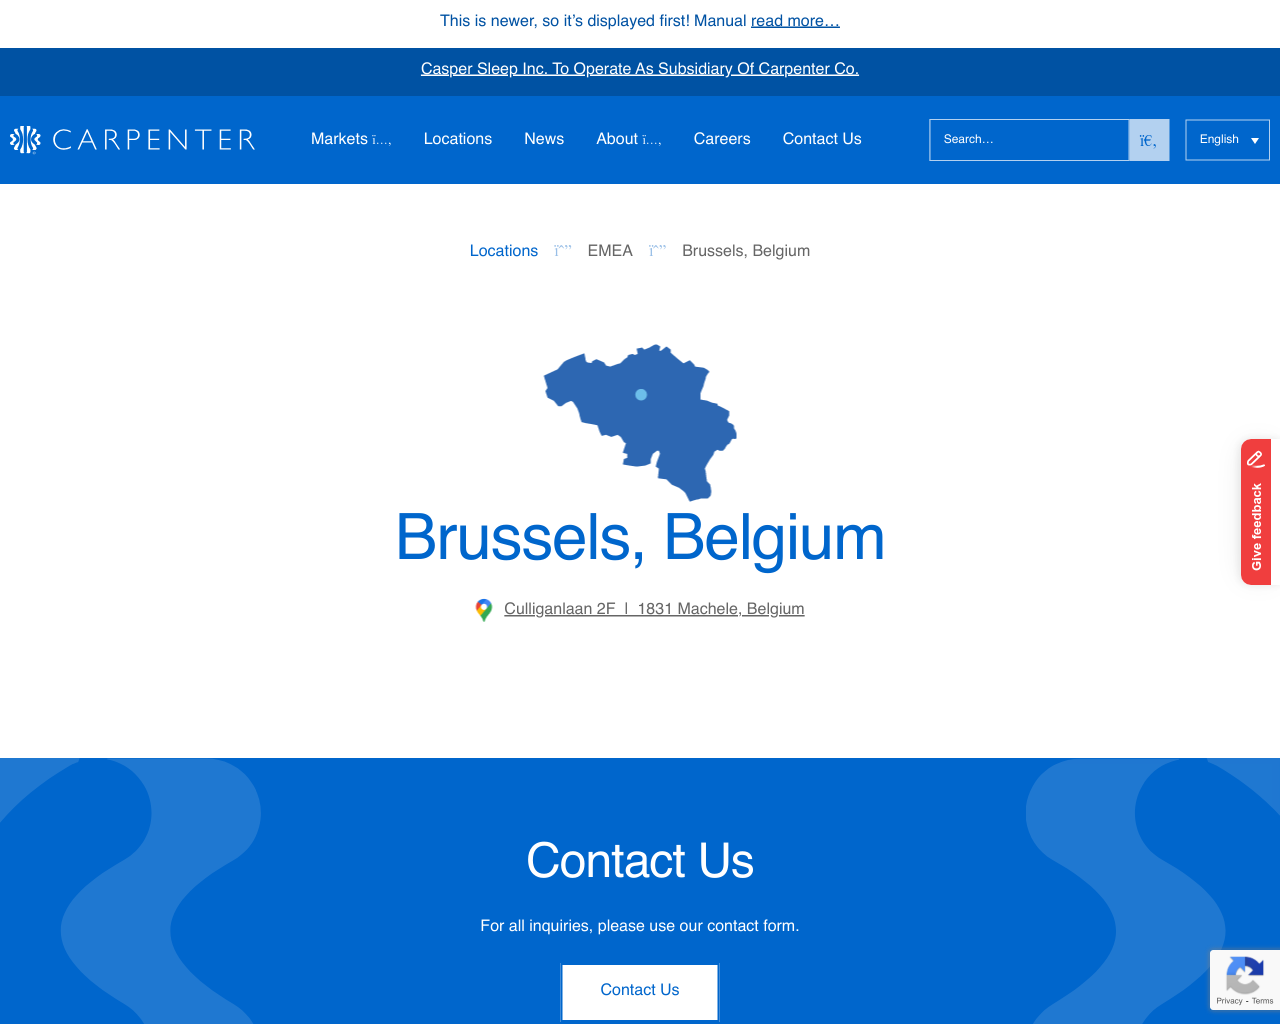 This is newer, so it's displayed first! Manual read more…
Casper Sleep Inc. To Operate As Subsidiary Of Carpenter Co.
CARPENTER
Markets ï…‚
Locations
News
About ï…‚
Careers
Contact Us
Search…
ï€‚
English
Locations ï^”” EMEA ï^”” Brussels, Belgium
Brussels, Belgium
Culliganlaan 2F | 1831 Machele, Belgium
Give feedback
Contact Us
For all inquiries, please use our contact form.
Contact Us
Privacy - Terms